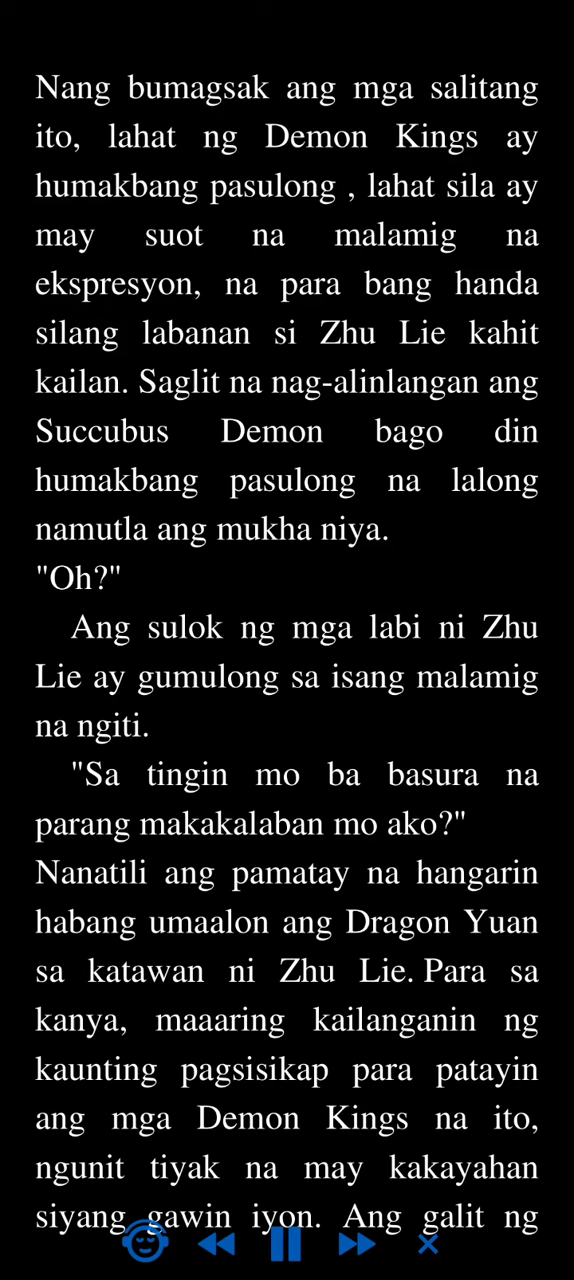 Nang bumagsak ang mga salitang
ito, lahat ng Demon Kings ay
humakbang pasulong , lahat sila ay
may suot na malamig na
ekspresyon, na para bang handa
silang labanan si Zhu Lie kahit
kailan. Saglit na nag-alinlangan ang
Succubus Demon bago din
humakbang pasulong na lalong
namutla ang mukha niya.
"Oh?"
Ang sulok ng mga labi ni Zhu
Lie ay gumulong sa isang malamig
na ngiti.
"Sa tingin mo ba basura na
parang makakalaban mo ako?"
Nanatili ang pamatay na hangarin
habang umaalon ang Dragon Yuan
sa katawan ni Zhu Lie. Para sa
kanya, maaaring kailanganin ng
kaunting pagsisikap para patayin
ang mga Demon Kings na ito,
ngunit tiyak na may kakayahan
siyang gawin iyon. Ang galit ng